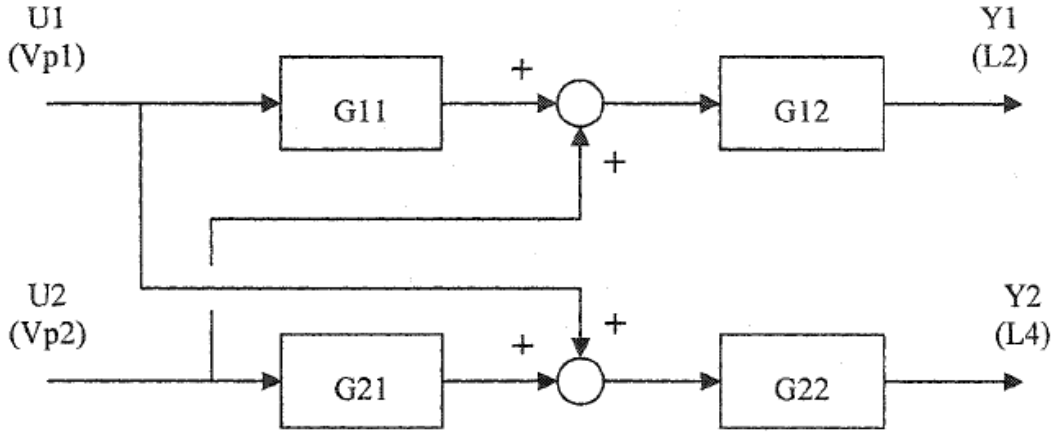 U1
(Vp1)
Y1
(L2)
+
G11
G12
+
U2
(Vp2)
Y2
(L4)
+
+
G21
G22